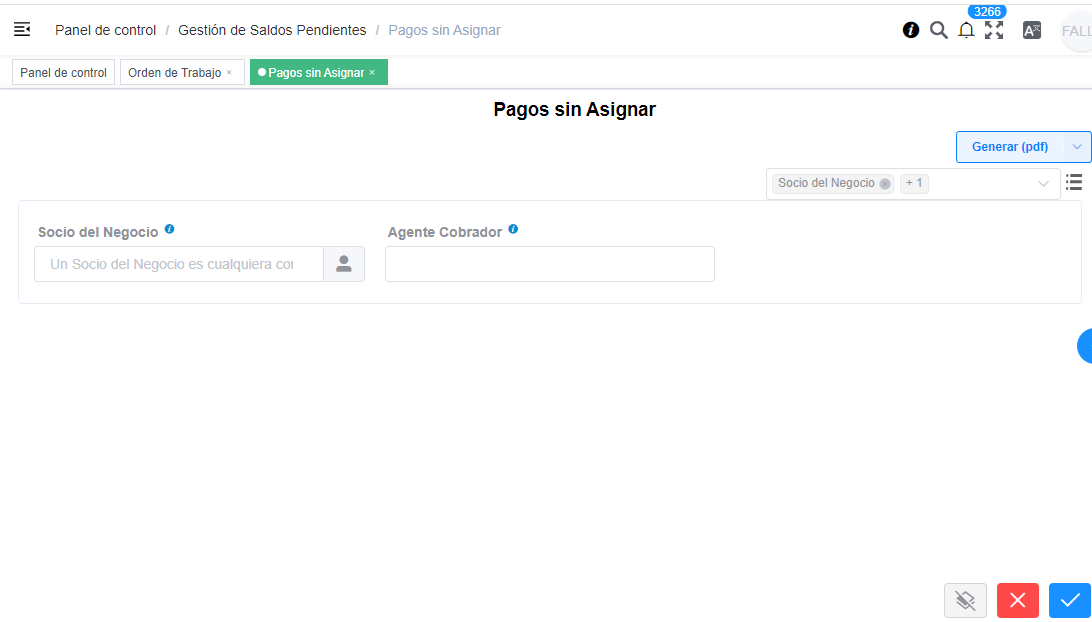 3266
Panel de control / Gestión de Saldos Pendientes / Pagos sin Asignar
FALL
Panel de control
Orden de Trabajo ×
Pagos sin Asignar ×
Pagos sin Asignar
Generar (pdf)
Socio del Negocio
+ 1
Socio del Negocio
Agente Cobrador
Un Socio del Negocio es cualquiera con